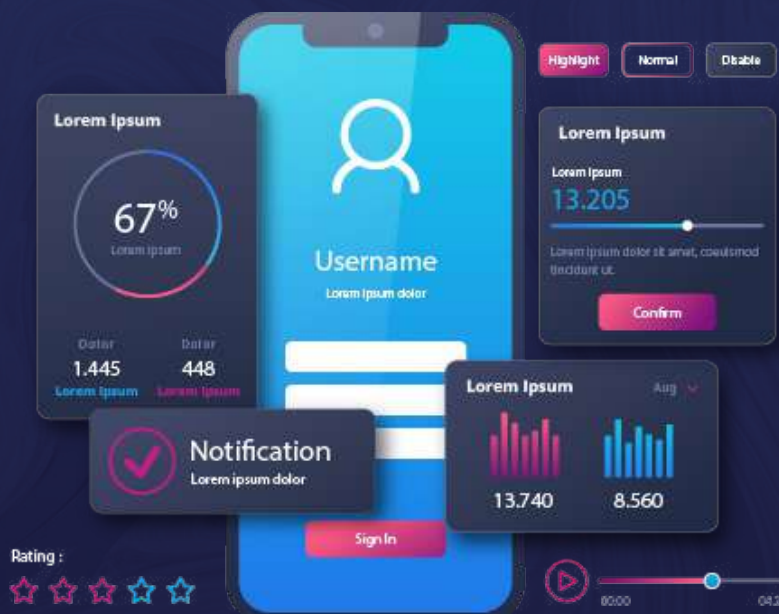 Highlight
Normal
Disable
Lorem Ipsum
67%
Lorem Ipsum
Dolor
1.445
Lorem Ipsum
Dolor
448
Lorem Ipsum
Username
Lorem ipsum dolor
Sign In
Lorem Ipsum
Lorem Ipsum
13.205
Lorem ipsum dolor sit amet, coeuismod
tincidunt ut.
Confirm
Lorem Ipsum
Aug
13.740
8.560
Notification
Lorem ipsum dolor
Rating :
00:00